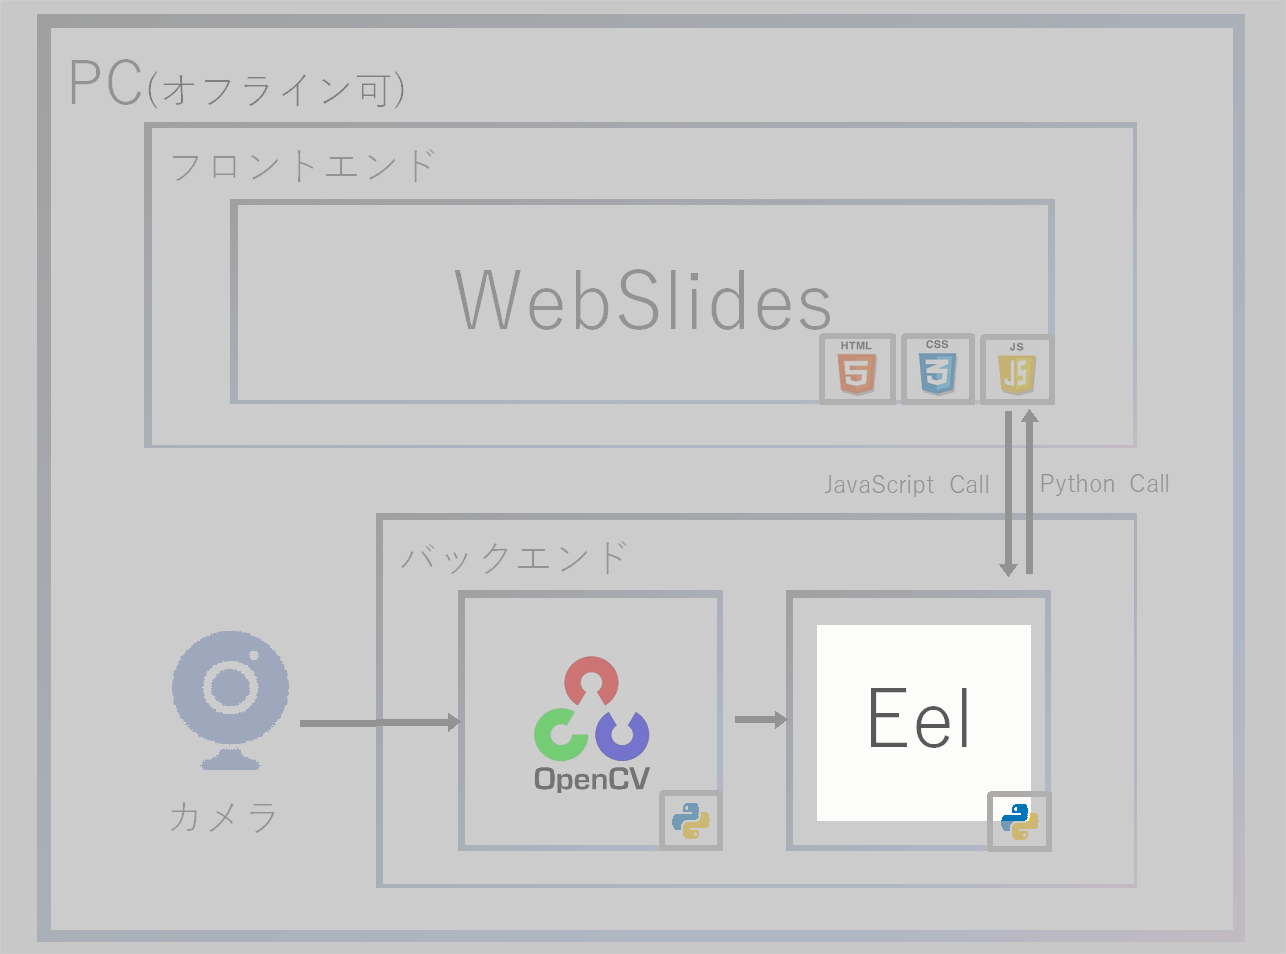 PC(オフライン可)
フロントエンド
WebSlides
HTML
5
CSS
3
JS
JS
JavaScript Call
Python Call
バックエンド
OpenCV
Eel
カメラ